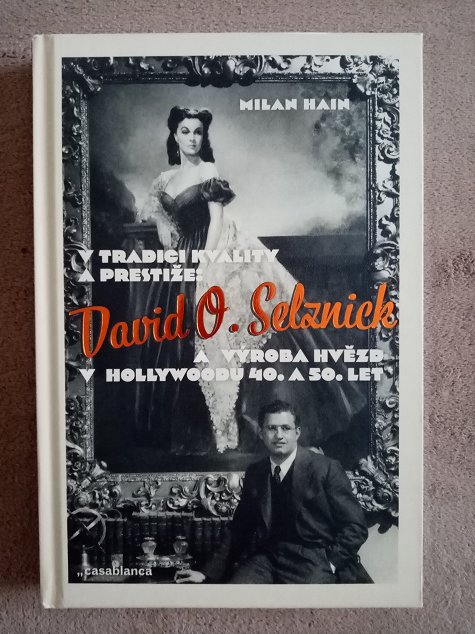 MILAN HAIN
V TRADICI KVALITY
A PRESTIŽE:
David O. Selznick
A VÝROBA HVĚZD
V HOLLYWOODU 40. A 50. LET
„casablanca